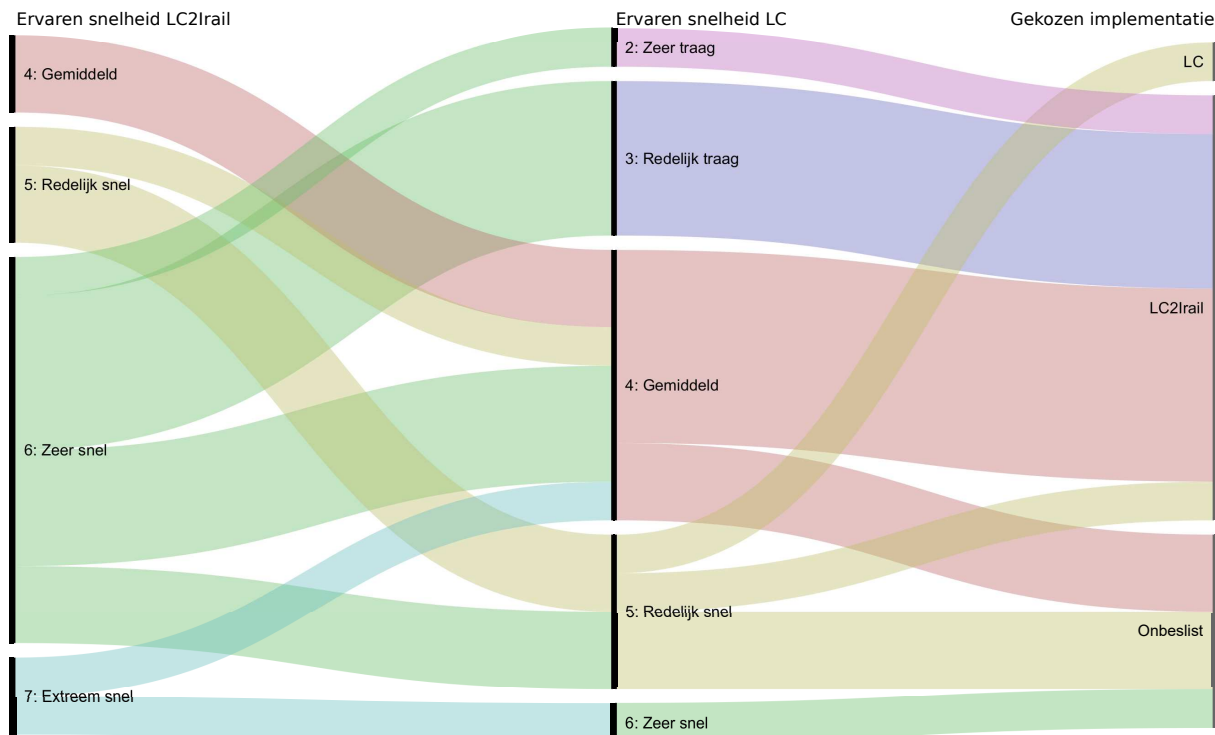 Ervaren snelheid LC2Irail
Ervaren snelheid LC
Gekozen implementatie
4: Gemiddeld
5: Redelijk snel
6: Zeer snel
7: Extreem snel
2: Zeer traag
3: Redelijk traag
4: Gemiddeld
5: Redelijk snel
6: Zeer snel
LC
LC2Irail
Onbeslist